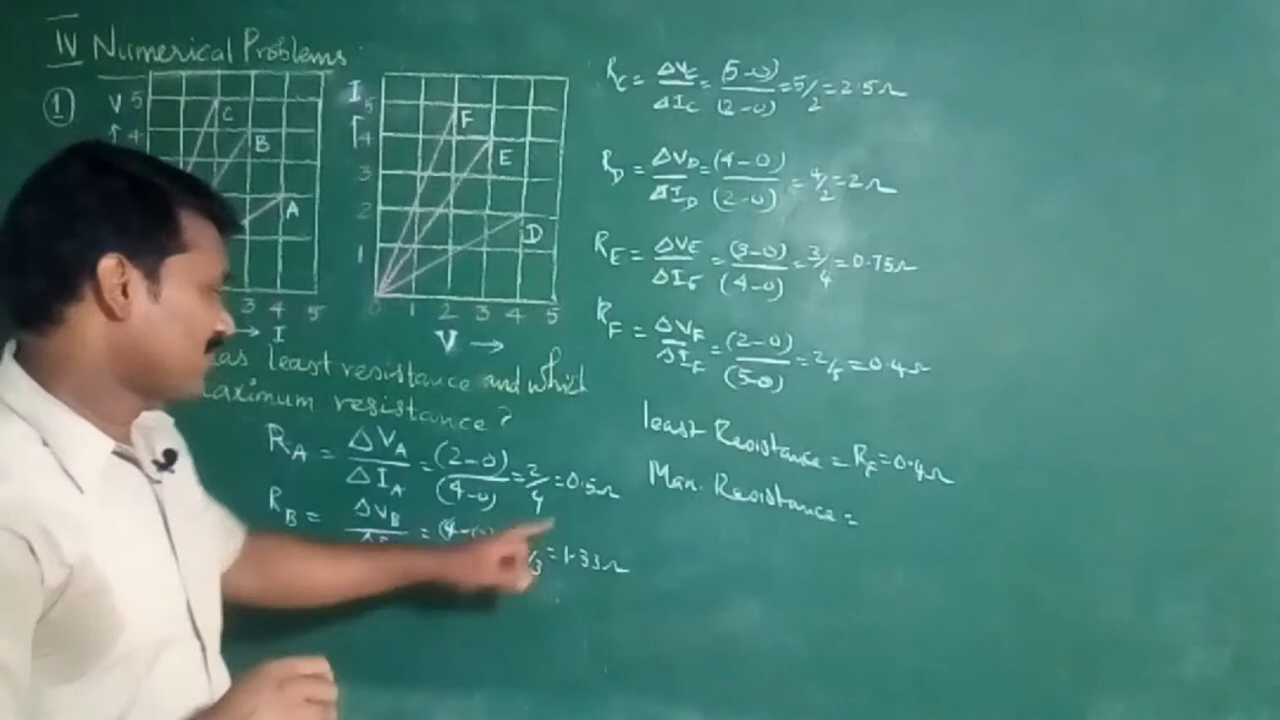 IV Numerical Problems
1
V 5
↑ 4
C
B
A
3 4 5
→ I
I
↑
5
4
3
2
1
F
E
D
0 1 2 3 4 5
V →
has least resistance and which
maximum resistance?
R_A = ΔV_A/ΔI_A = (2-0)/(4-0) = 2/4 = 0.5Ω
R_B = ΔV_B = /3 = 1.33Ω
R_C = ΔV_C/ΔI_C = (5-0)/(2-0) = 5/2 = 2.5Ω
R_D = ΔV_D/ΔI_D = (4-0)/(2-0) = 4/2 = 2Ω
R_E = ΔV_E/ΔI_E = (3-0)/(4-0) = 3/4 = 0.75Ω
R_F = ΔV_F/ΔI_F = (2-0)/(5-0) = 2/5 = 0.4Ω
least Resistance = R_F = 0.4Ω
Max. Resistance =